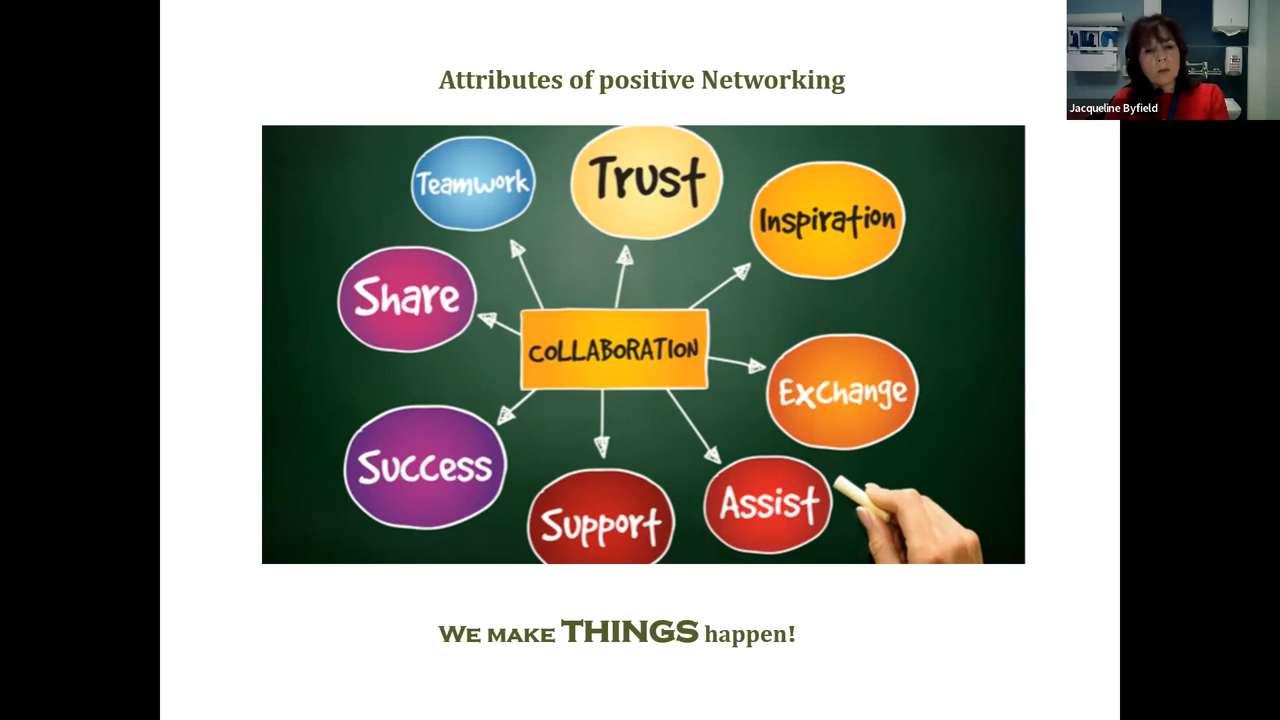 Attributes of positive Networking
Jacqueline Byfield
Teamwork
Trust
Inspiration
Share
COLLABORATION
Exchange
Success
Support
Assist
WE MAKE THINGS happen!